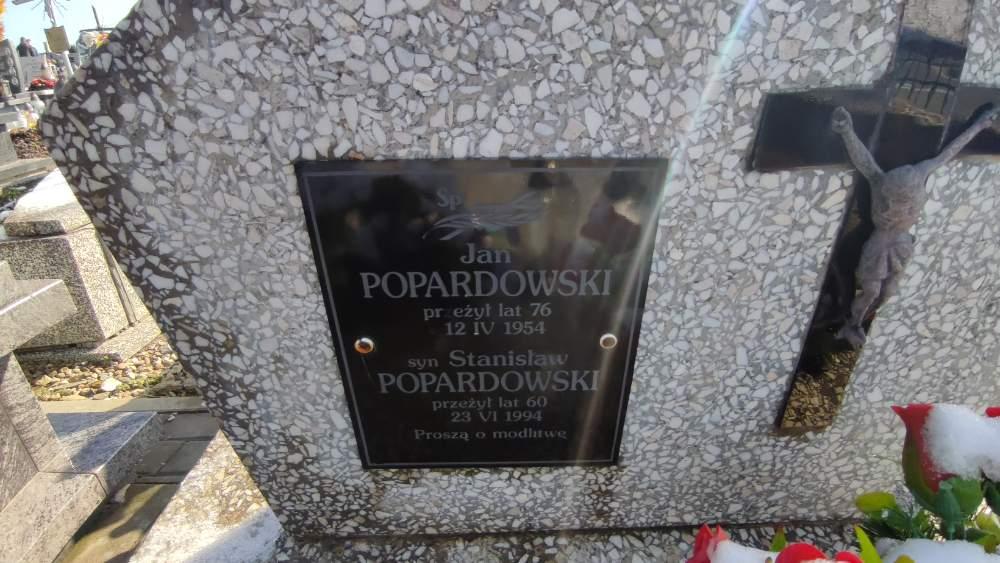 Śp
Jan
POPARDOWSKI
przeżył lat 76
12 IV 1954
syn Stanisław
POPARDOWSKI
przeżył lat 60
23 VI 1994
Proszą o modlitwę